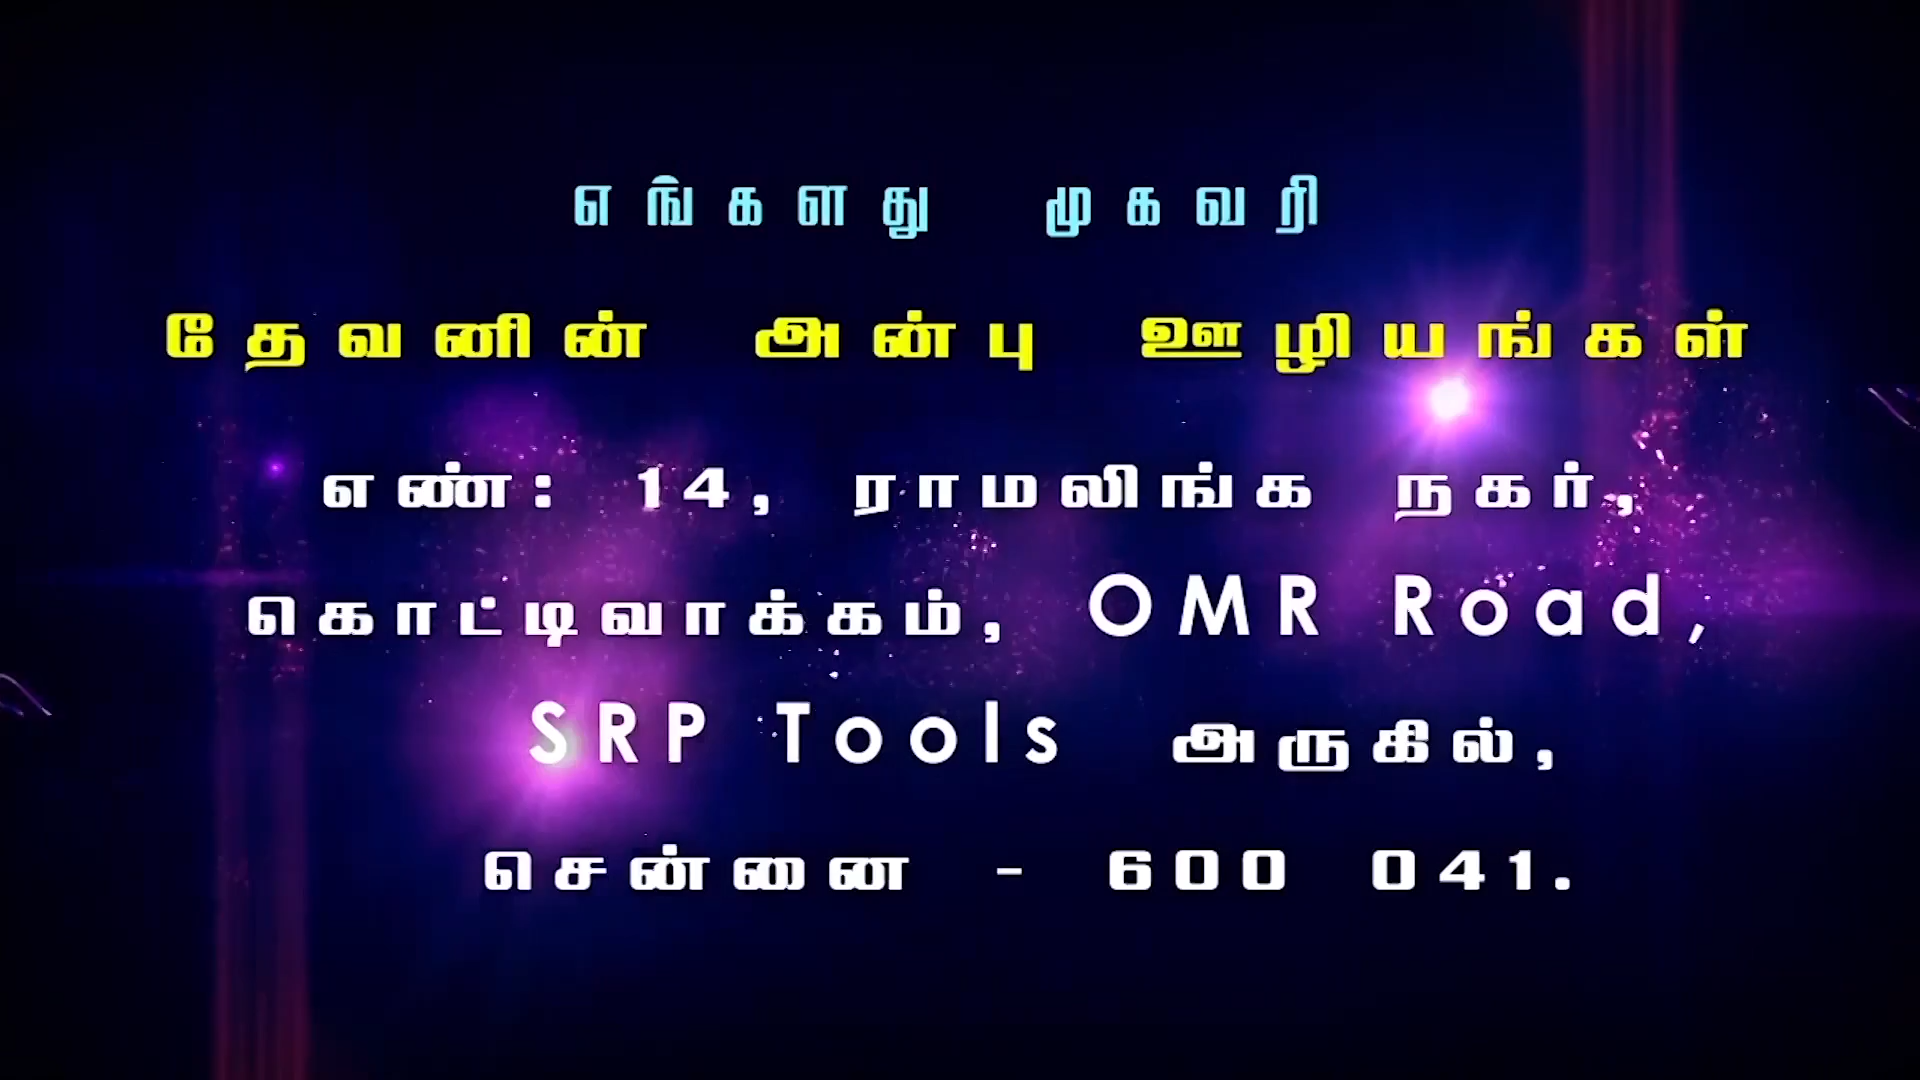 எங்களது முகவரி
தேவனின் அன்பு ஊழியங்கள்
எண்: 14, ராமலிங்க நகர்,
கொட்டிவாக்கம், OMR Road,
SRP Tools அருகில்,
சென்னை - 600 041.